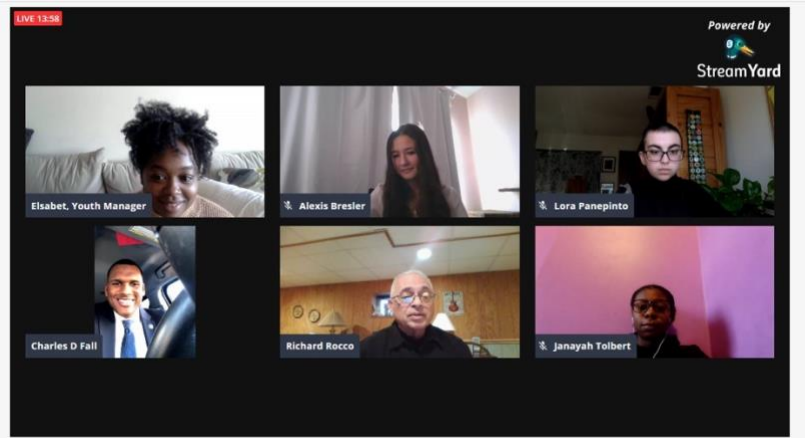 LIVE 13:58
Powered by
StreamYard
Elsabet, Youth Manager
Alexis Bresler
Lora Panepinto
Charles D Fall
Richard Rocco
Janayah Tolbert